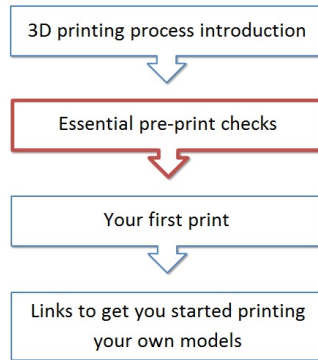 3D printing process introduction
Essential pre-print checks
Your first print
Links to get you started printing
your own models